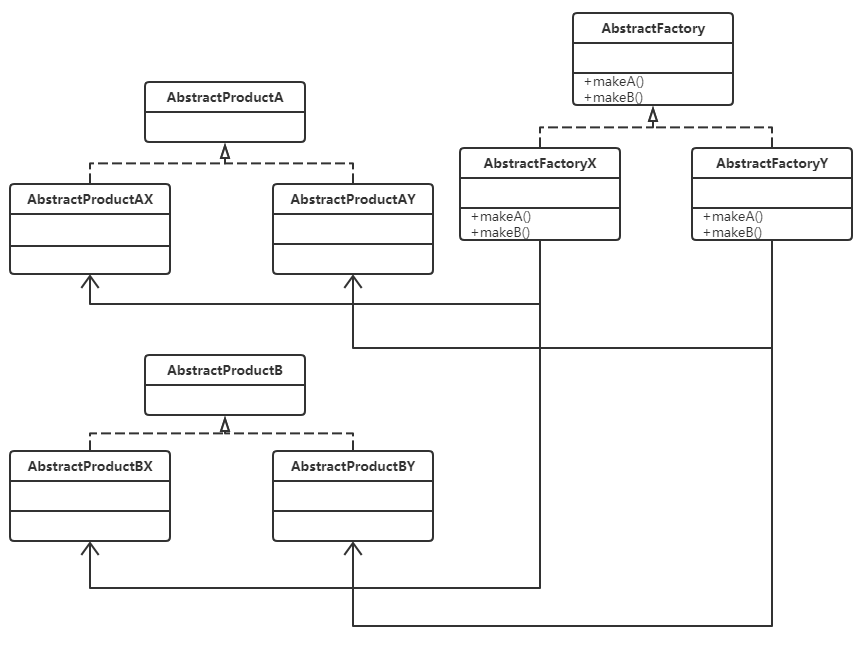 AbstractFactory
+makeA()
+makeB()
AbstractProductA
AbstractFactoryX
+makeA()
+makeB()
AbstractFactoryY
+makeA()
+makeB()
AbstractProductAX
AbstractProductAY
AbstractProductB
AbstractProductBX
AbstractProductBY